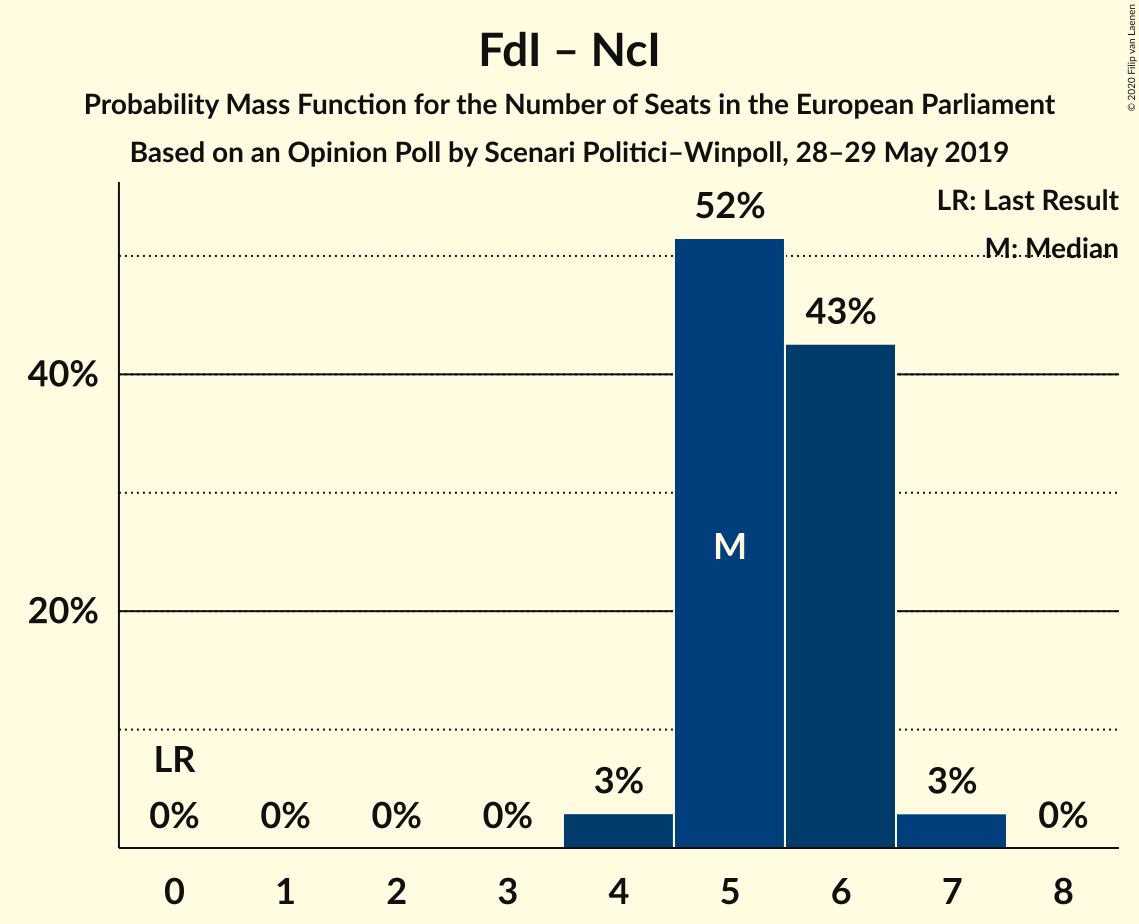 FdI – NcI
Probability Mass Function for the Number of Seats in the European Parliament
Based on an Opinion Poll by Scenari Politici–Winpoll, 28–29 May 2019
© 2020 Filip van Laenen
LR: Last Result
M: Median
52%
43%
40%
M
20%
LR
0%
0%
0%
0%
3%
3%
0%
0
1
2
3
4
5
6
7
8